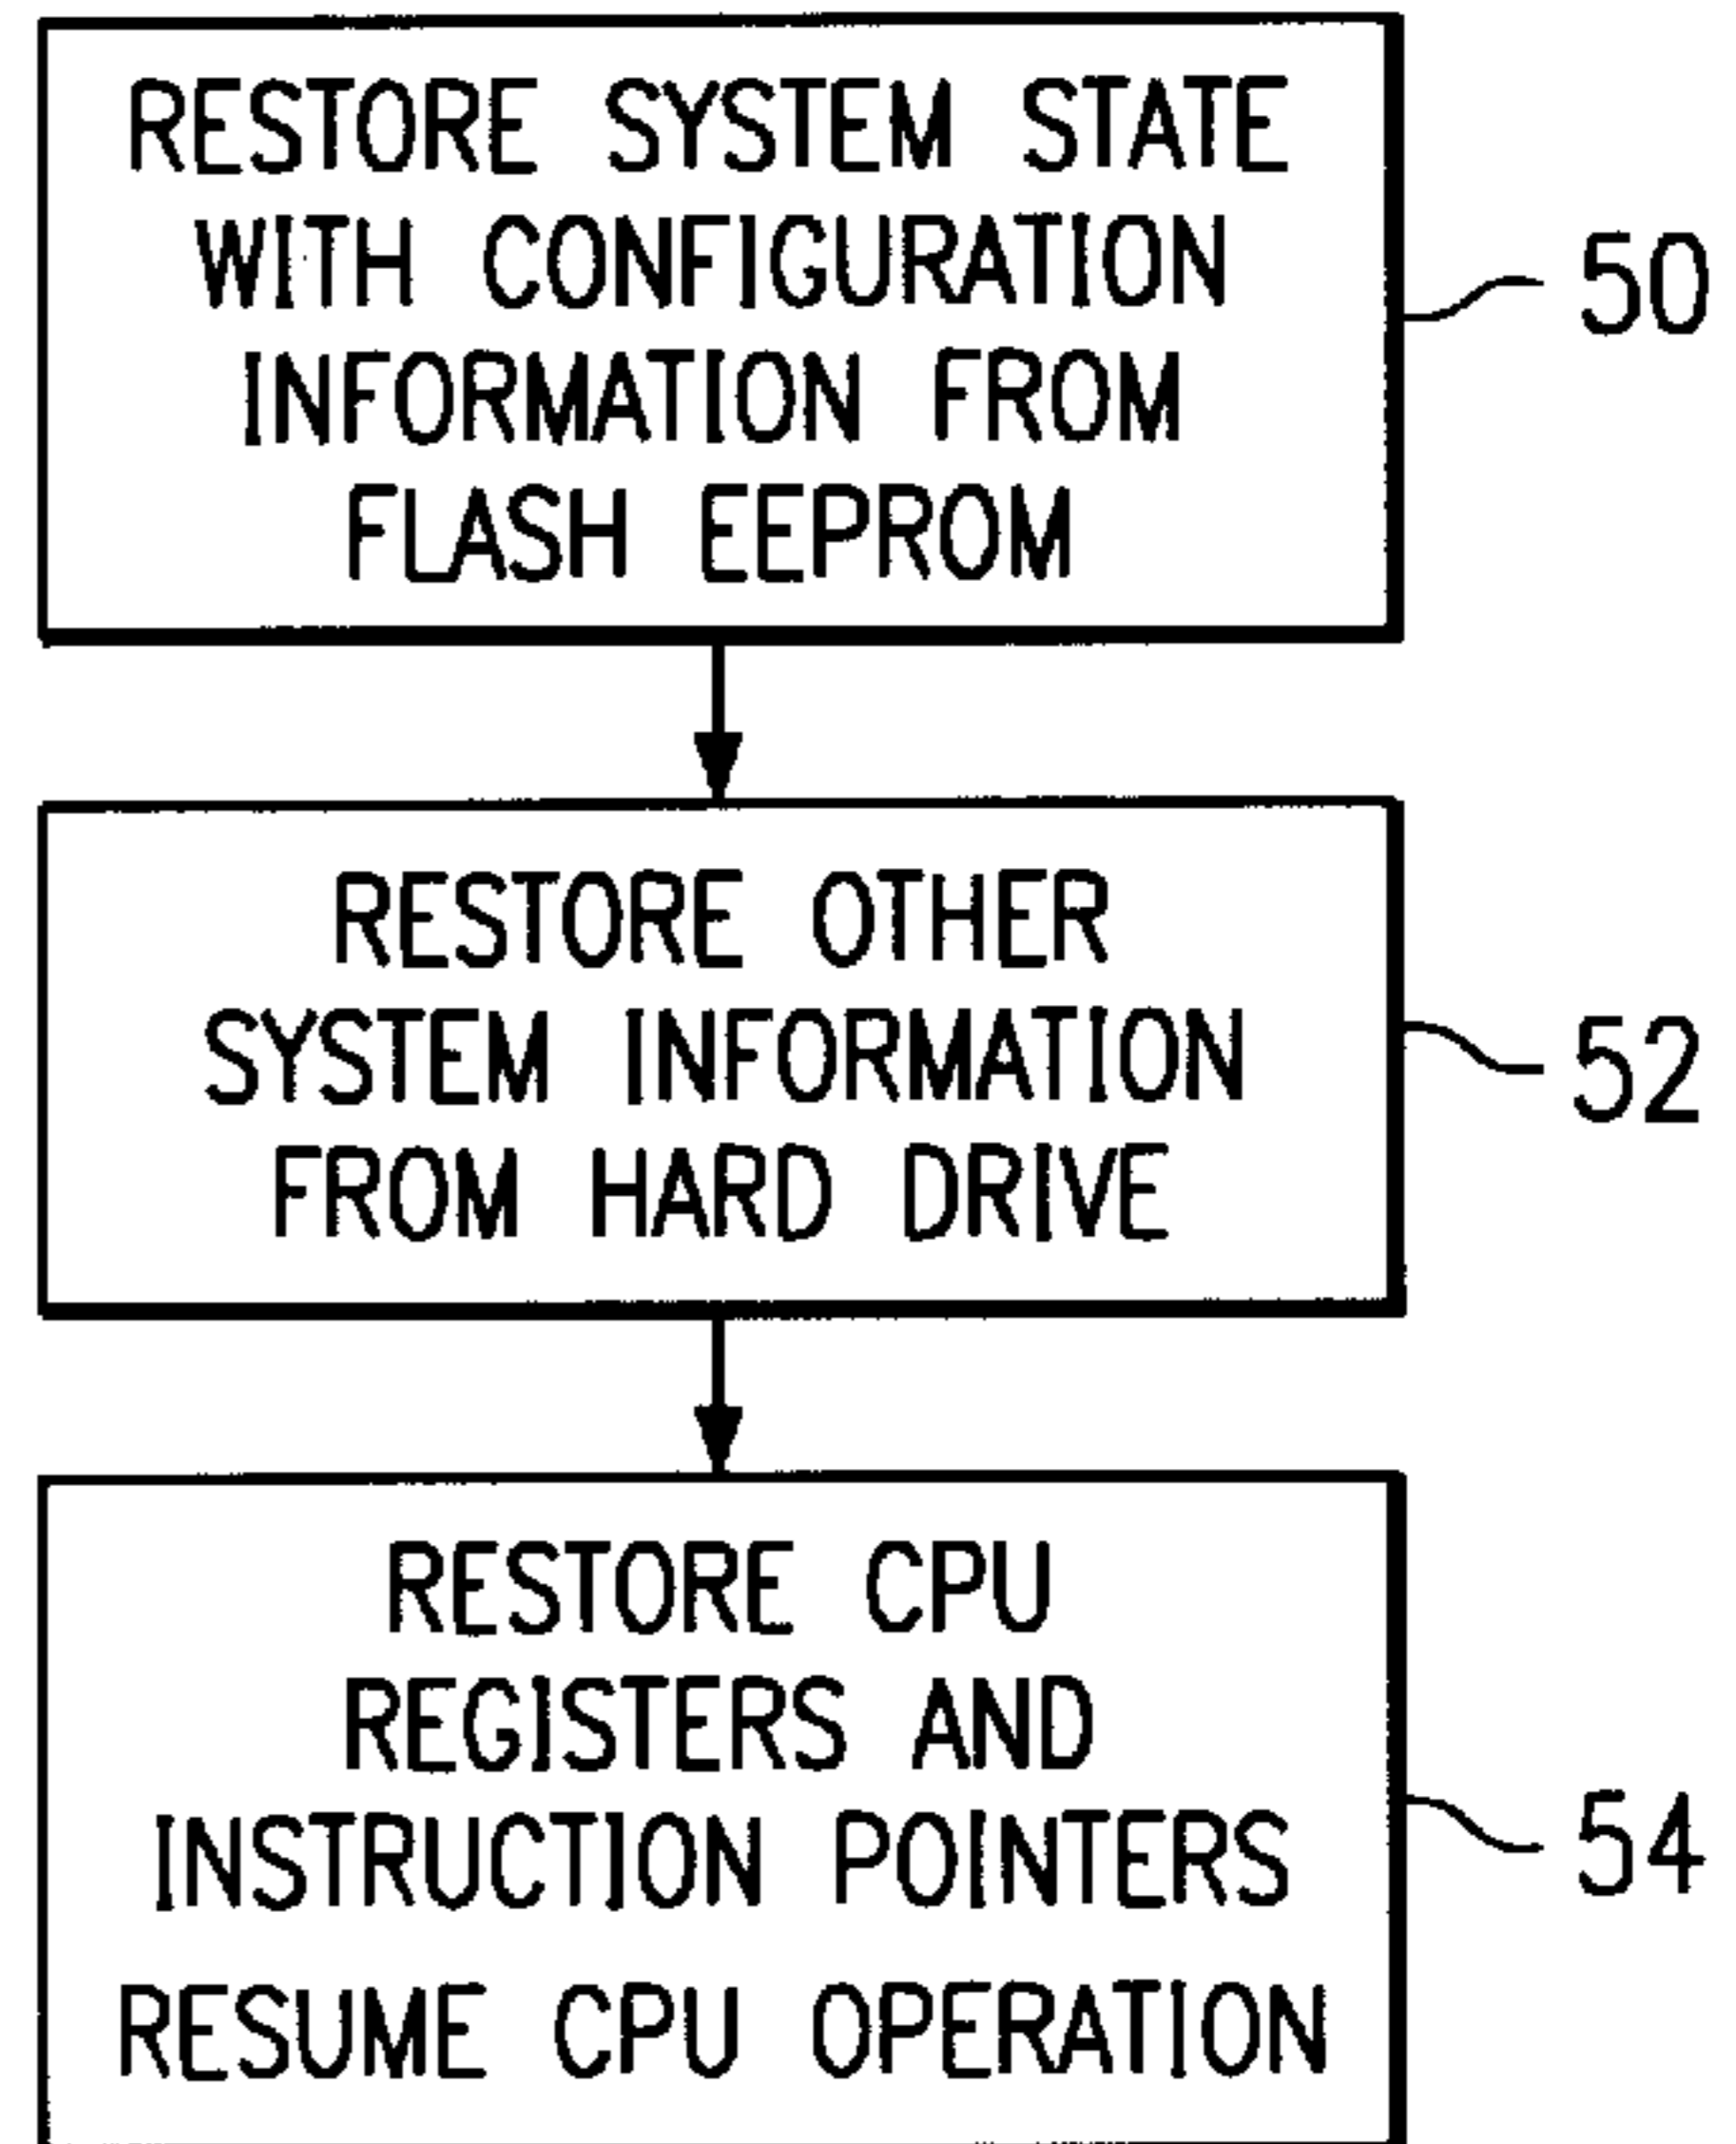 RESTORE SYSTEM STATE
WITH CONFIGURATION
INFORMATION FROM
FLASH EEPROM
50
RESTORE OTHER
SYSTEM INFORMATION
FROM HARD DRIVE
52
RESTORE CPU
REGISTERS AND
INSTRUCTION POINTERS
RESUME CPU OPERATION
54